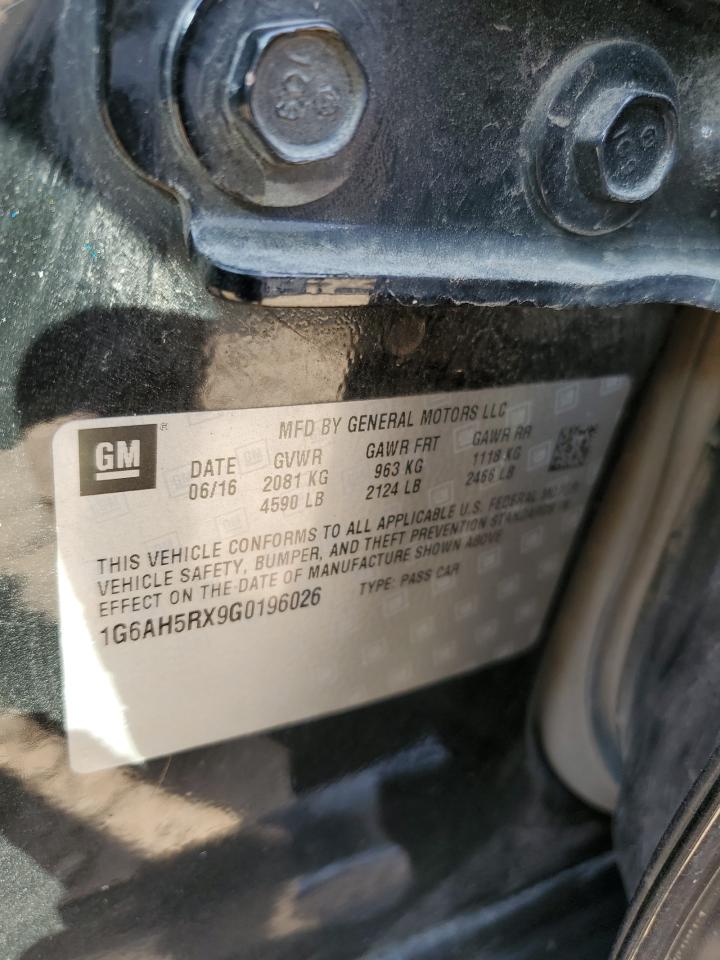 GM
MFD BY GENERAL MOTORS LLC
DATE GVWR GAWR FRT GAWR RR
06/16 2081 KG 963 KG 1118 KG
4590 LB 2124 LB 2466 LB
THIS VEHICLE CONFORMS TO ALL APPLICABLE U.S. FEDERAL MOTOR
VEHICLE SAFETY, BUMPER, AND THEFT PREVENTION STANDARDS IN
EFFECT ON THE DATE OF MANUFACTURE SHOWN ABOVE
1G6AH5RX9G0196026 TYPE: PASS CAR